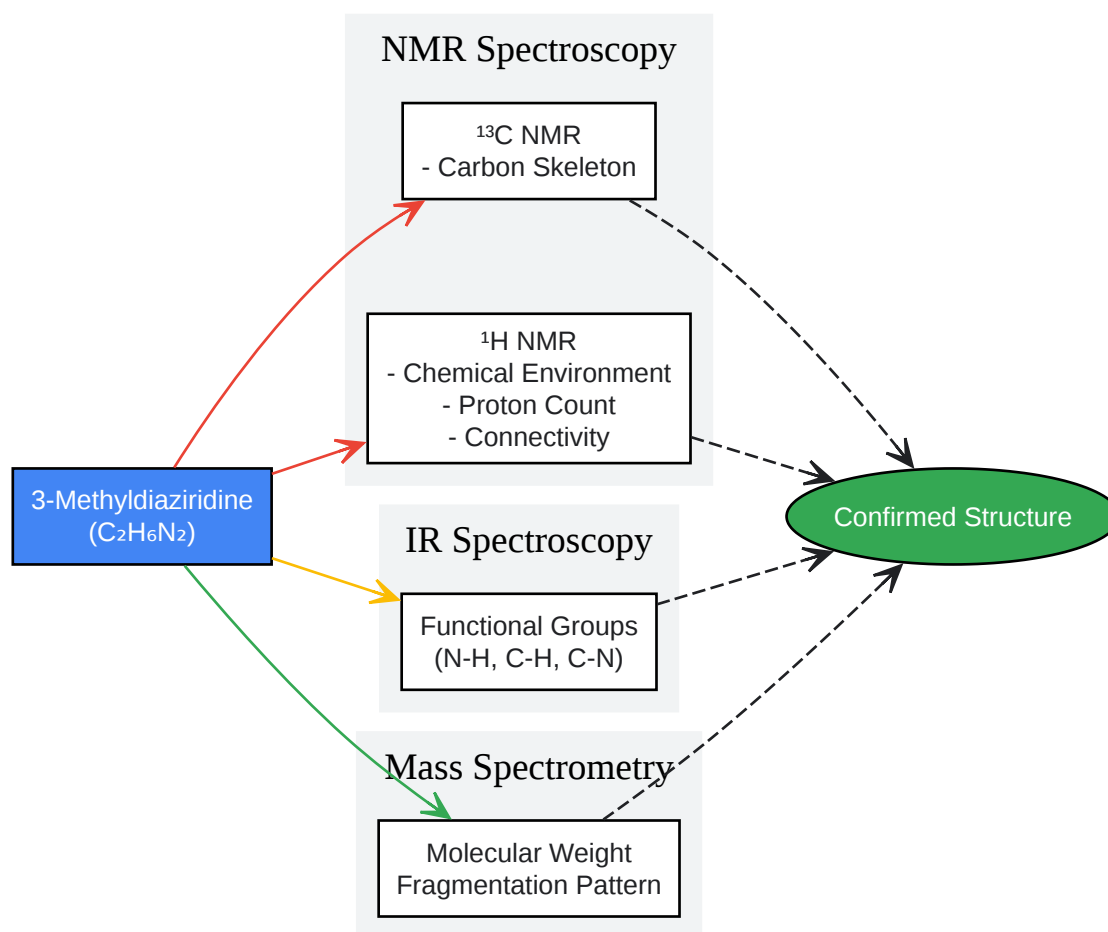 NMR Spectroscopy
¹³C NMR
- Carbon Skeleton
¹H NMR
- Chemical Environment
- Proton Count
- Connectivity
3-Methyldiaziridine
(C₂H₆N₂)
Confirmed Structure
IR Spectroscopy
Functional Groups
(N-H, C-H, C-N)
Mass Spectrometry
Molecular Weight
Fragmentation Pattern